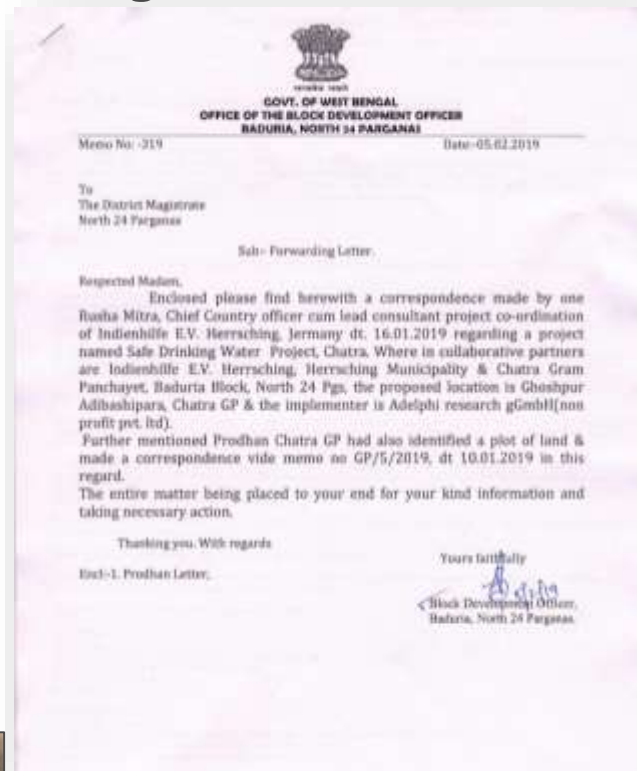 GOVT. OF WEST BENGAL
OFFICE OF THE BLOCK DEVELOPMENT OFFICER
BADURIA, NORTH 24 PARGANAS
Memo No: -319 Date:-05.02.2019
To
The District Magistrate
North 24 Parganas
Sub:- Forwarding Letter.
Respected Madam,
Enclosed please find herewith a correspondence made by one
Rusha Mitra, Chief Country officer cum lead consultant project co-ordination
of Indienhilfe E.V. Herrsching, Jermany dt. 16.01.2019 regarding a project
named Safe Drinking Water Project, Chatra. Where in collaborative partners
are Indienhilfe E.V. Herrsching, Herrsching Municipality & Chatra Gram
Panchayet, Baduria Block, North 24 Pgs, the proposed location is Ghoshpur
Adibashipara, Chatra GP & the implementer is Adelphi research gGmbH(non
profit pvt. ltd).
Further mentioned Prodhan Chatra GP had also identified a plot of land &
made a correspondence vide memo no GP/5/2019, dt 10.01.2019 in this
regard.
The entire matter being placed to your end for your kind information and
taking necessary action.
Thanking you. With regards
Yours faithfully
Encl:-1. Prodhan Letter,
Block Development Officer,
Baduria, North 24 Parganas.